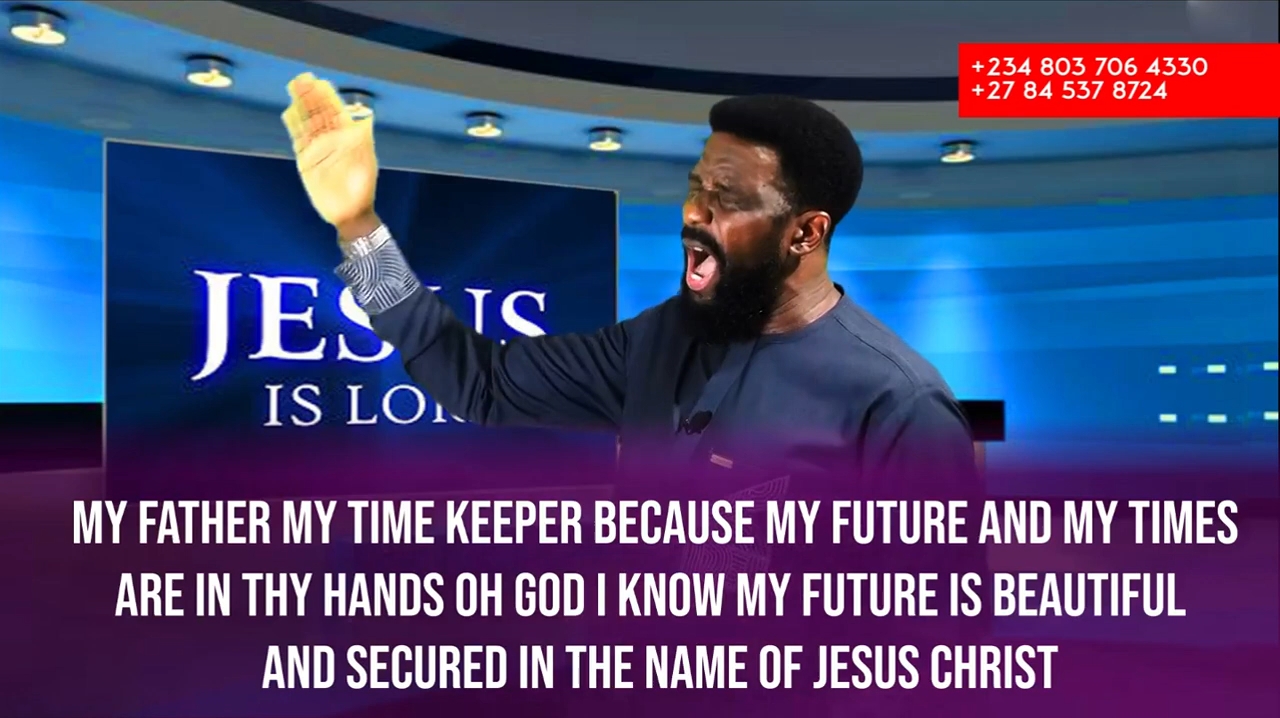 +234 803 706 4330
+27 84 537 8724
JESUS
IS LORD
MY FATHER MY TIME KEEPER BECAUSE MY FUTURE AND MY TIMES
ARE IN THY HANDS OH GOD I KNOW MY FUTURE IS BEAUTIFUL
AND SECURED IN THE NAME OF JESUS CHRIST